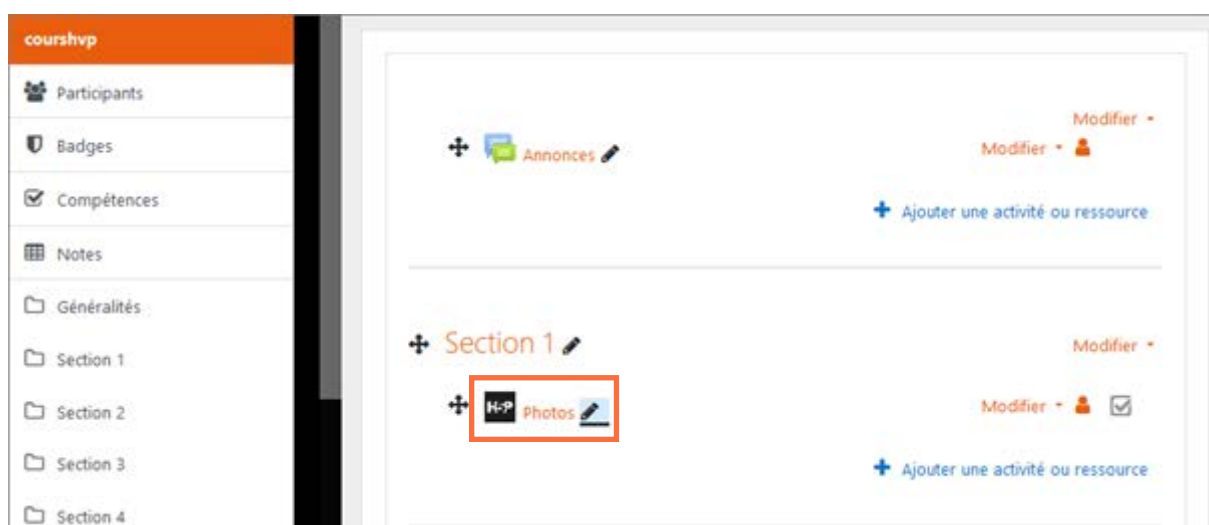 courshvp
Participants
Badges
Compétences
Notes
Généralités
Section 1
Section 2
Section 3
Section 4
Modifier
Annonces
Modifier
Ajouter une activité ou ressource
Section 1
Modifier
H-P Photos
Modifier
Ajouter une activité ou ressource